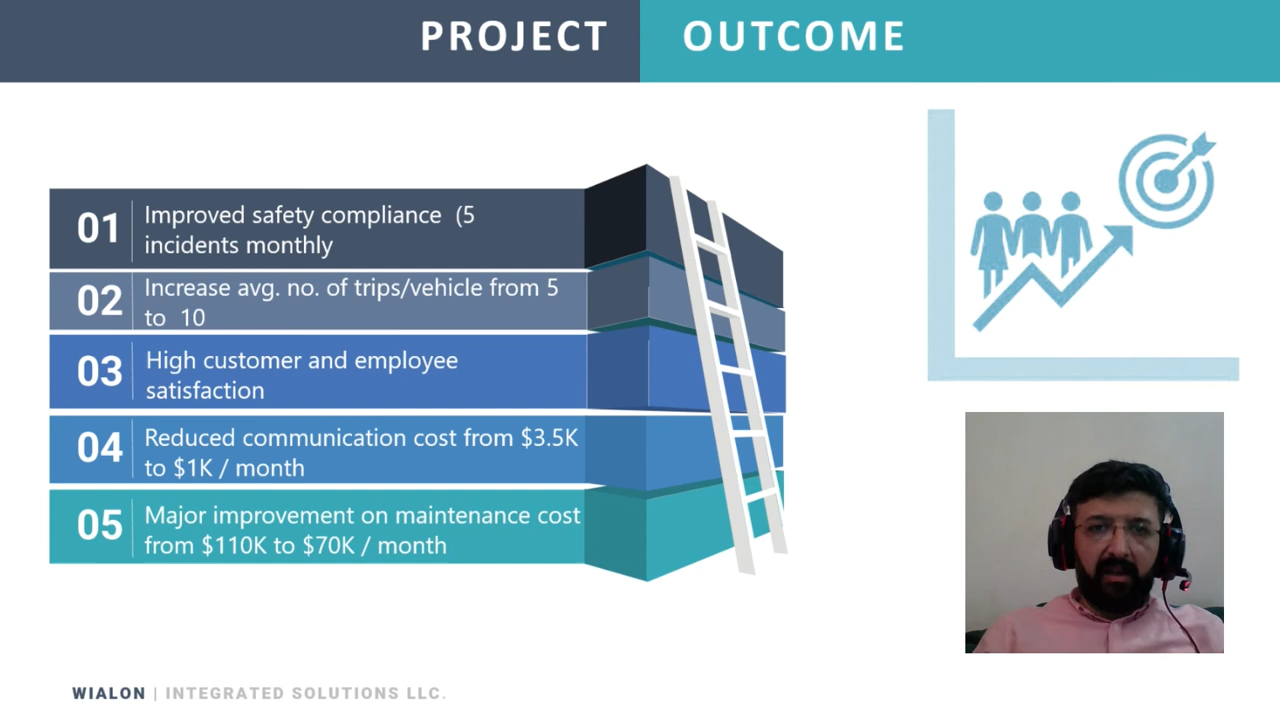 PROJECT OUTCOME
01
Improved safety compliance (5
incidents monthly
02
Increase avg. no. of trips/vehicle from 5
to 10
03
High customer and employee
satisfaction
04
Reduced communication cost from $3.5K
to $1K / month
05
Major improvement on maintenance cost
from $110K to $70K / month
WIALON | INTEGRATED SOLUTIONS LLC.